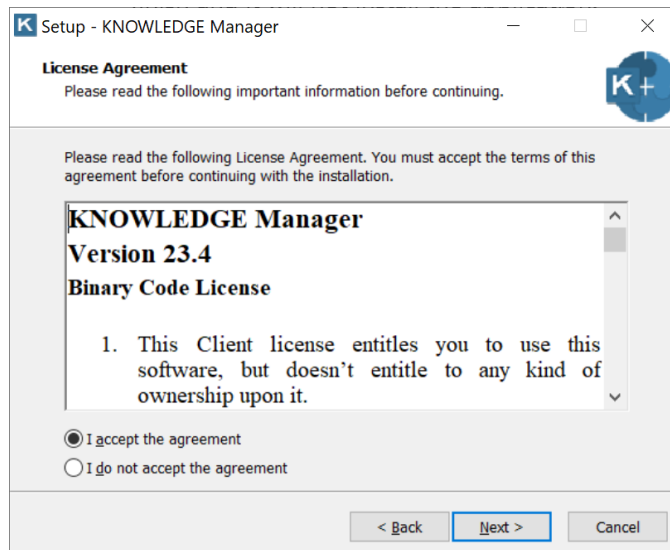 K Setup - KNOWLEDGE Manager
License Agreement
Please read the following important information before continuing.
K+
Please read the following License Agreement. You must accept the terms of this
agreement before continuing with the installation.
KNOWLEDGE Manager
Version 23.4
Binary Code License
1. This Client license entitles you to use this
software, but doesn’t entitle to any kind of
ownership upon it.
I accept the agreement
I do not accept the agreement
< Back Next > Cancel